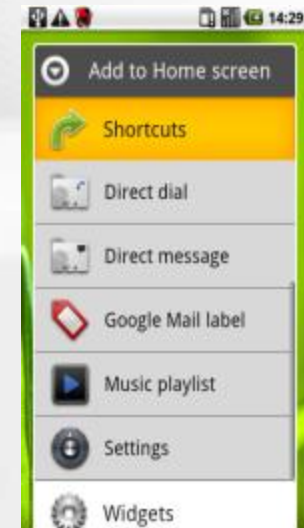 14:29
Add to Home screen
Shortcuts
Direct dial
Direct message
Google Mail label
Music playlist
Settings
Widgets